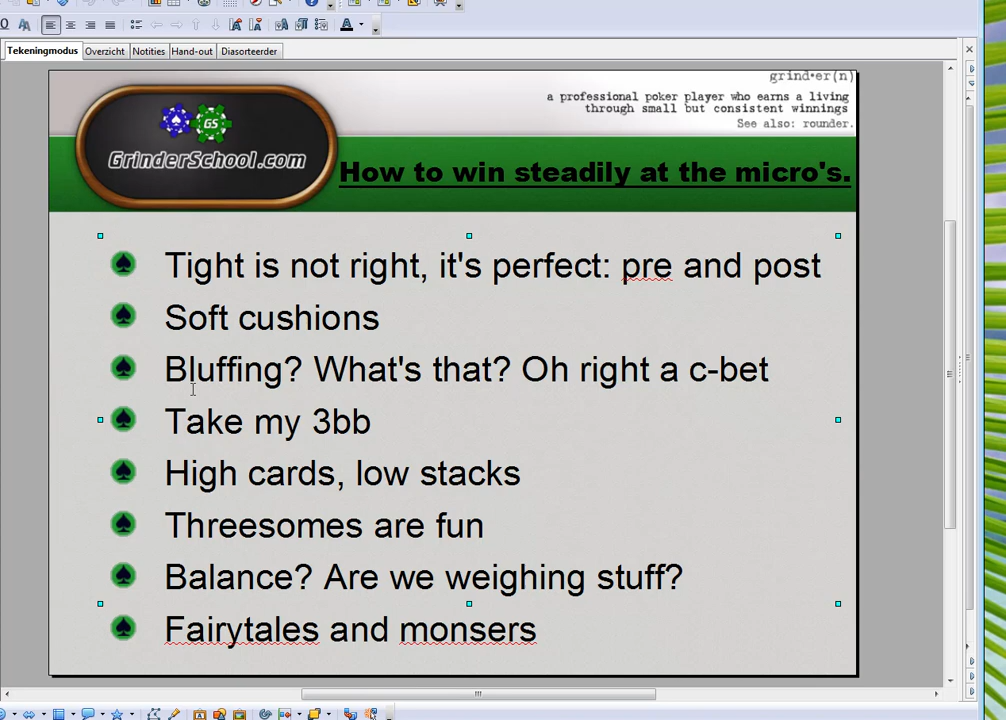 Tekeningmodus Overzicht Notities Hand-out Diasorteerder
grind•er(n)
a professional poker player who earns a living
through small but consistent winnings
See also: rounder.
GS
GrinderSchool.com
How to win steadily at the micro's.
Tight is not right, it's perfect: pre and post
Soft cushions
Bluffing? What's that? Oh right a c-bet
Take my 3bb
High cards, low stacks
Threesomes are fun
Balance? Are we weighing stuff?
Fairytales and monsers